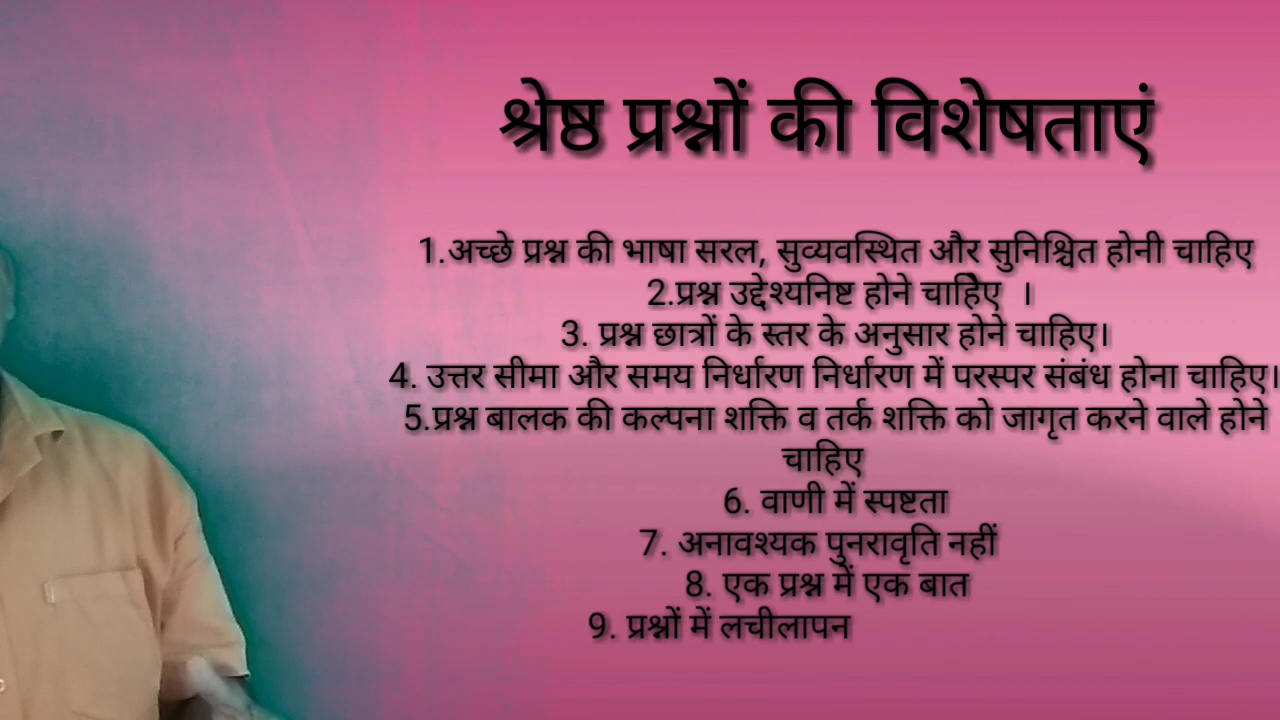 श्रेष्ठ प्रश्नों की विशेषताएं
1.अच्छे प्रश्न की भाषा सरल, सुव्यवस्थित और सुनिश्चित होनी चाहिए
2.प्रश्न उद्देश्यनिष्ट होने चाहिेए ।
3. प्रश्न छात्रों के स्तर के अनुसार होने चाहिए।
4. उत्तर सीमा और समय निर्धारण निर्धारण में परस्पर संबंध होना चाहिए।
5.प्रश्न बालक की कल्पना शक्ति व तर्क शक्ति को जागृत करने वाले होने
चाहिए
6. वाणी में स्पष्टता
7. अनावश्यक पुनरावृति नहीं
8. एक प्रश्न में एक बात
9. प्रश्नों में लचीलापन